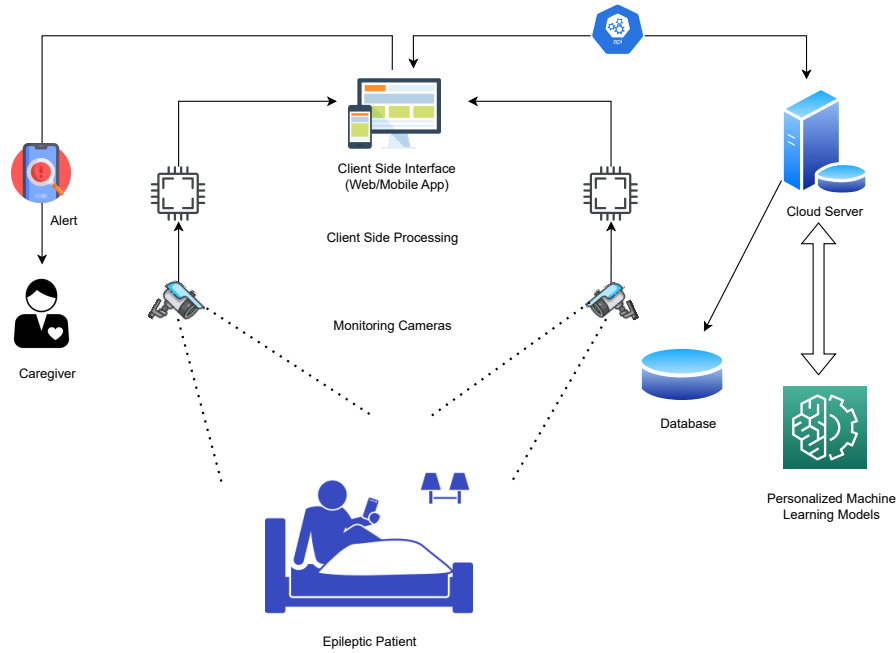 api
Client Side Interface
(Web/Mobile App)
Alert
Cloud Server
Client Side Processing
Monitoring Cameras
Caregiver
Database
Personalized Machine
Learning Models
Epileptic Patient